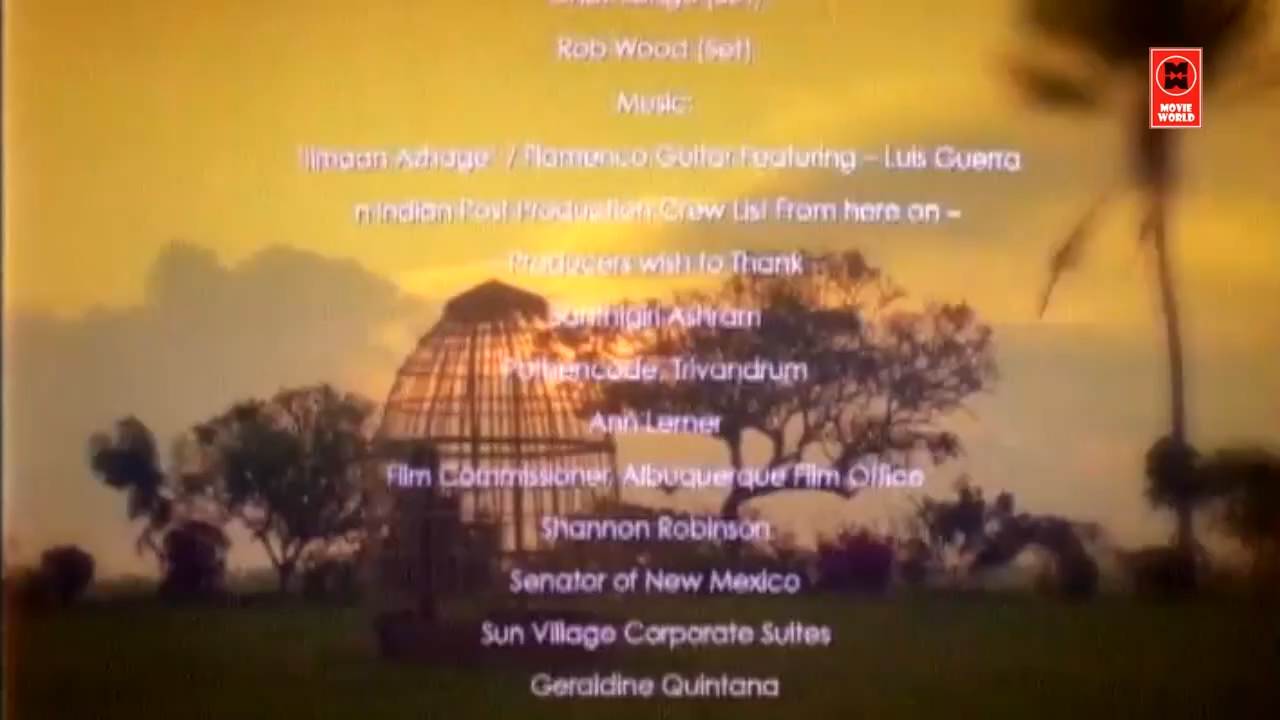 Rob Wood (Set)
Music:
/ Flamenco Guitar Featuring – Luis Guerra
n Indian Post Production Crew List From here on –
Producers wish to Thank
Santhigiri Ashram
Pothencode, Trivandrum
Ann Lerner
Film Commissioner, Albuquerque Film Office
Shannon Robinson
Senator of New Mexico
Sun Village Corporate Suites
Geraldine Quintana
MOVIE
WORLD